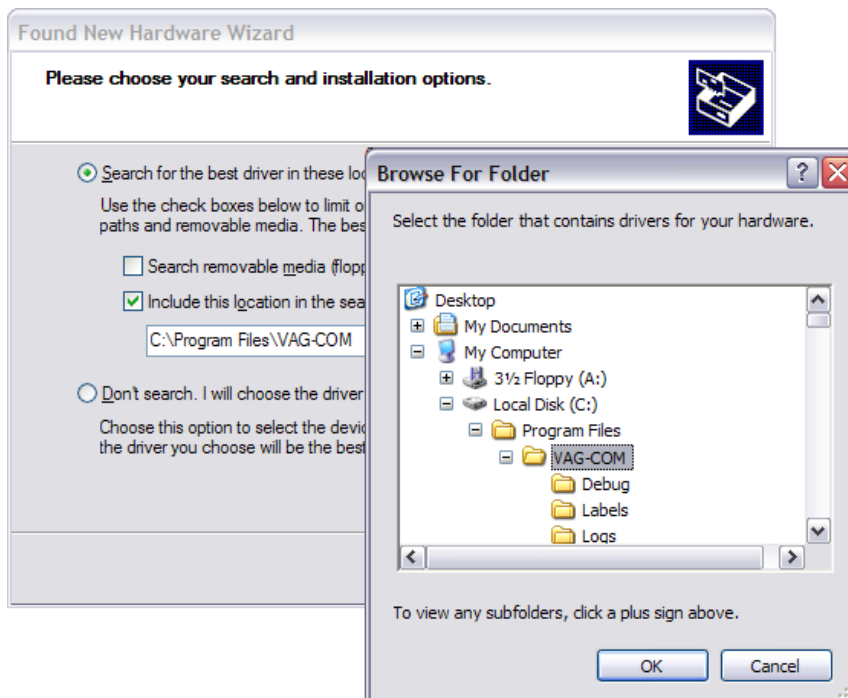 Found New Hardware Wizard
Please choose your search and installation options.
Search for the best driver in these loc
Use the check boxes below to limit o
paths and removable media. The bes
Search removable media (flopp
Include this location in the sea
C:\Program Files\VAG-COM
Don't search. I will choose the driver
Choose this option to select the devic
the driver you choose will be the best
Browse For Folder
Select the folder that contains drivers for your hardware.
Desktop
My Documents
My Computer
3½ Floppy (A:)
Local Disk (C:)
Program Files
VAG-COM
Debug
Labels
Logs
To view any subfolders, click a plus sign above.
OK
Cancel